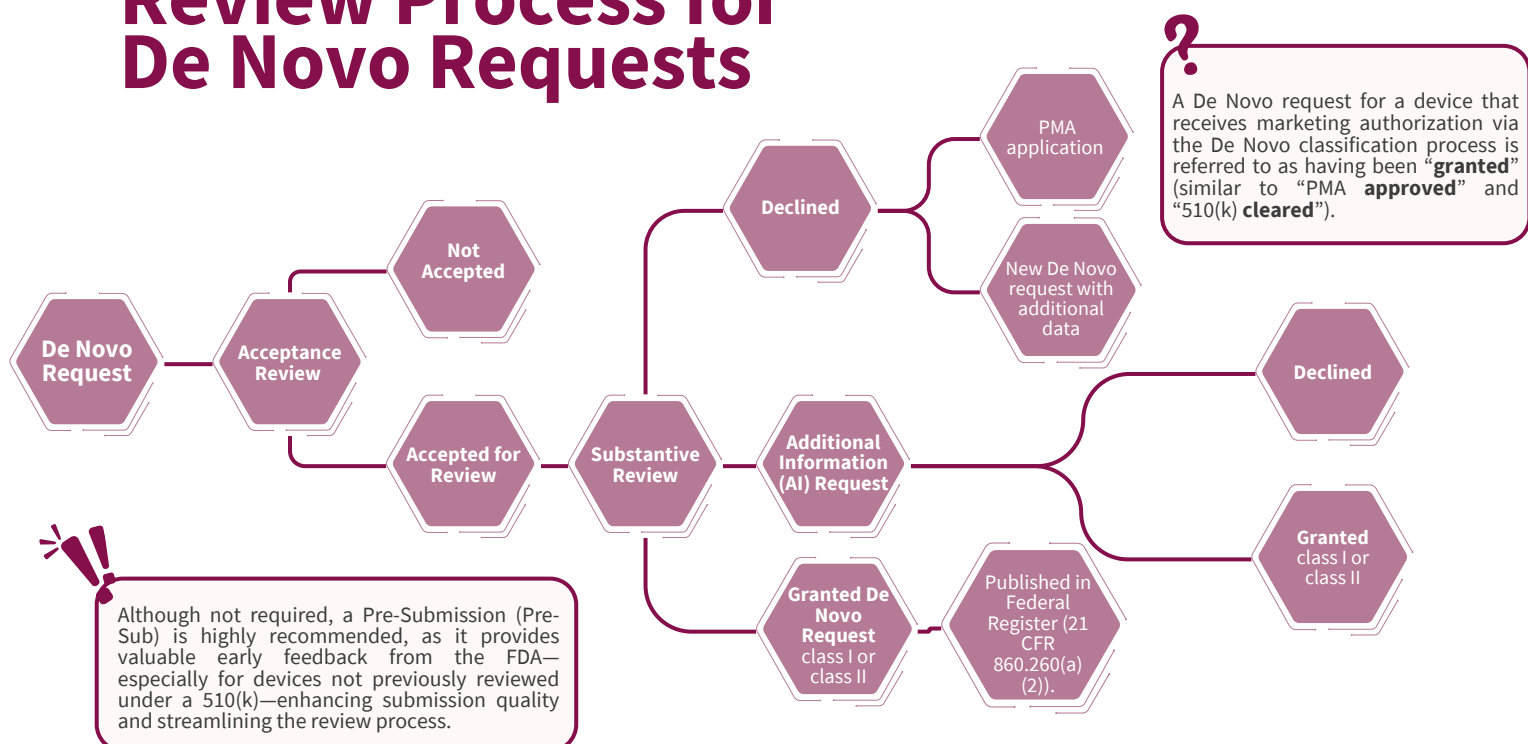 Review Process for
De Novo Requests
?
A De Novo request for a device that
receives marketing authorization via
the De Novo classification process is
referred to as having been “granted”
(similar to “PMA approved” and
“510(k) cleared”).
De Novo
Request
Acceptance
Review
Not
Accepted
Accepted for
Review
Substantive
Review
Declined
PMA
application
New De Novo
request with
additional
data
Additional
Information
(AI) Request
Declined
Granted
class I or
class II
Granted De
Novo
Request
class I or
class II
Published in
Federal
Register (21
CFR
860.260(a)
(2)).
Although not required, a Pre-Submission (Pre-
Sub) is highly recommended, as it provides
valuable early feedback from the FDA—
especially for devices not previously reviewed
under a 510(k)—enhancing submission quality
and streamlining the review process.